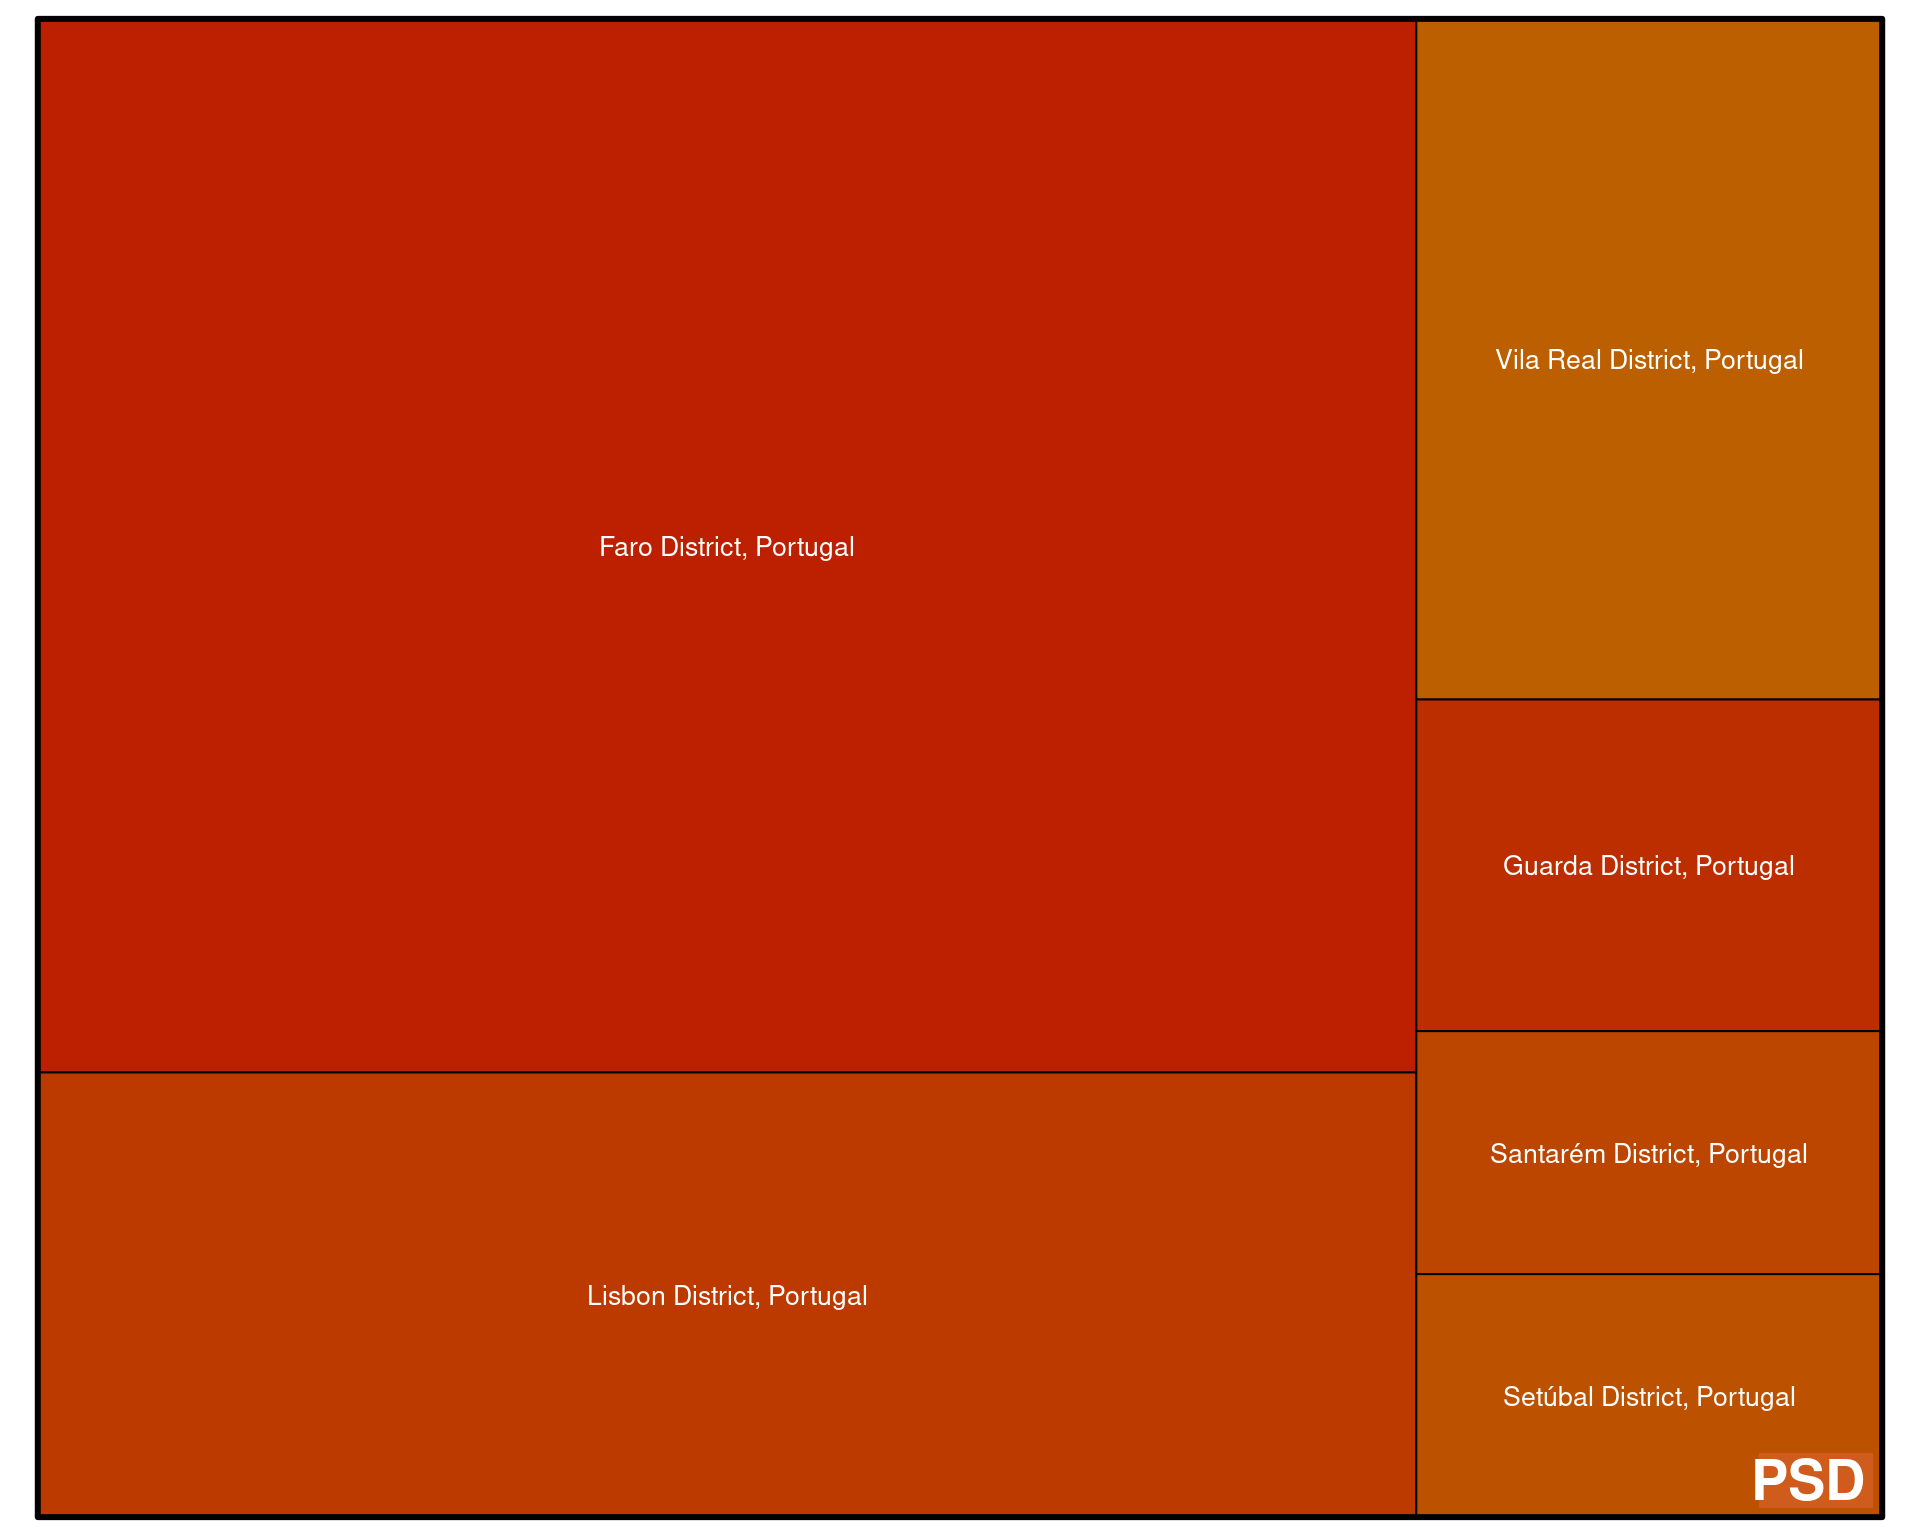 Faro District, Portugal
Lisbon District, Portugal
Vila Real District, Portugal
Guarda District, Portugal
Santarém District, Portugal
Setúbal District, Portugal
PSD